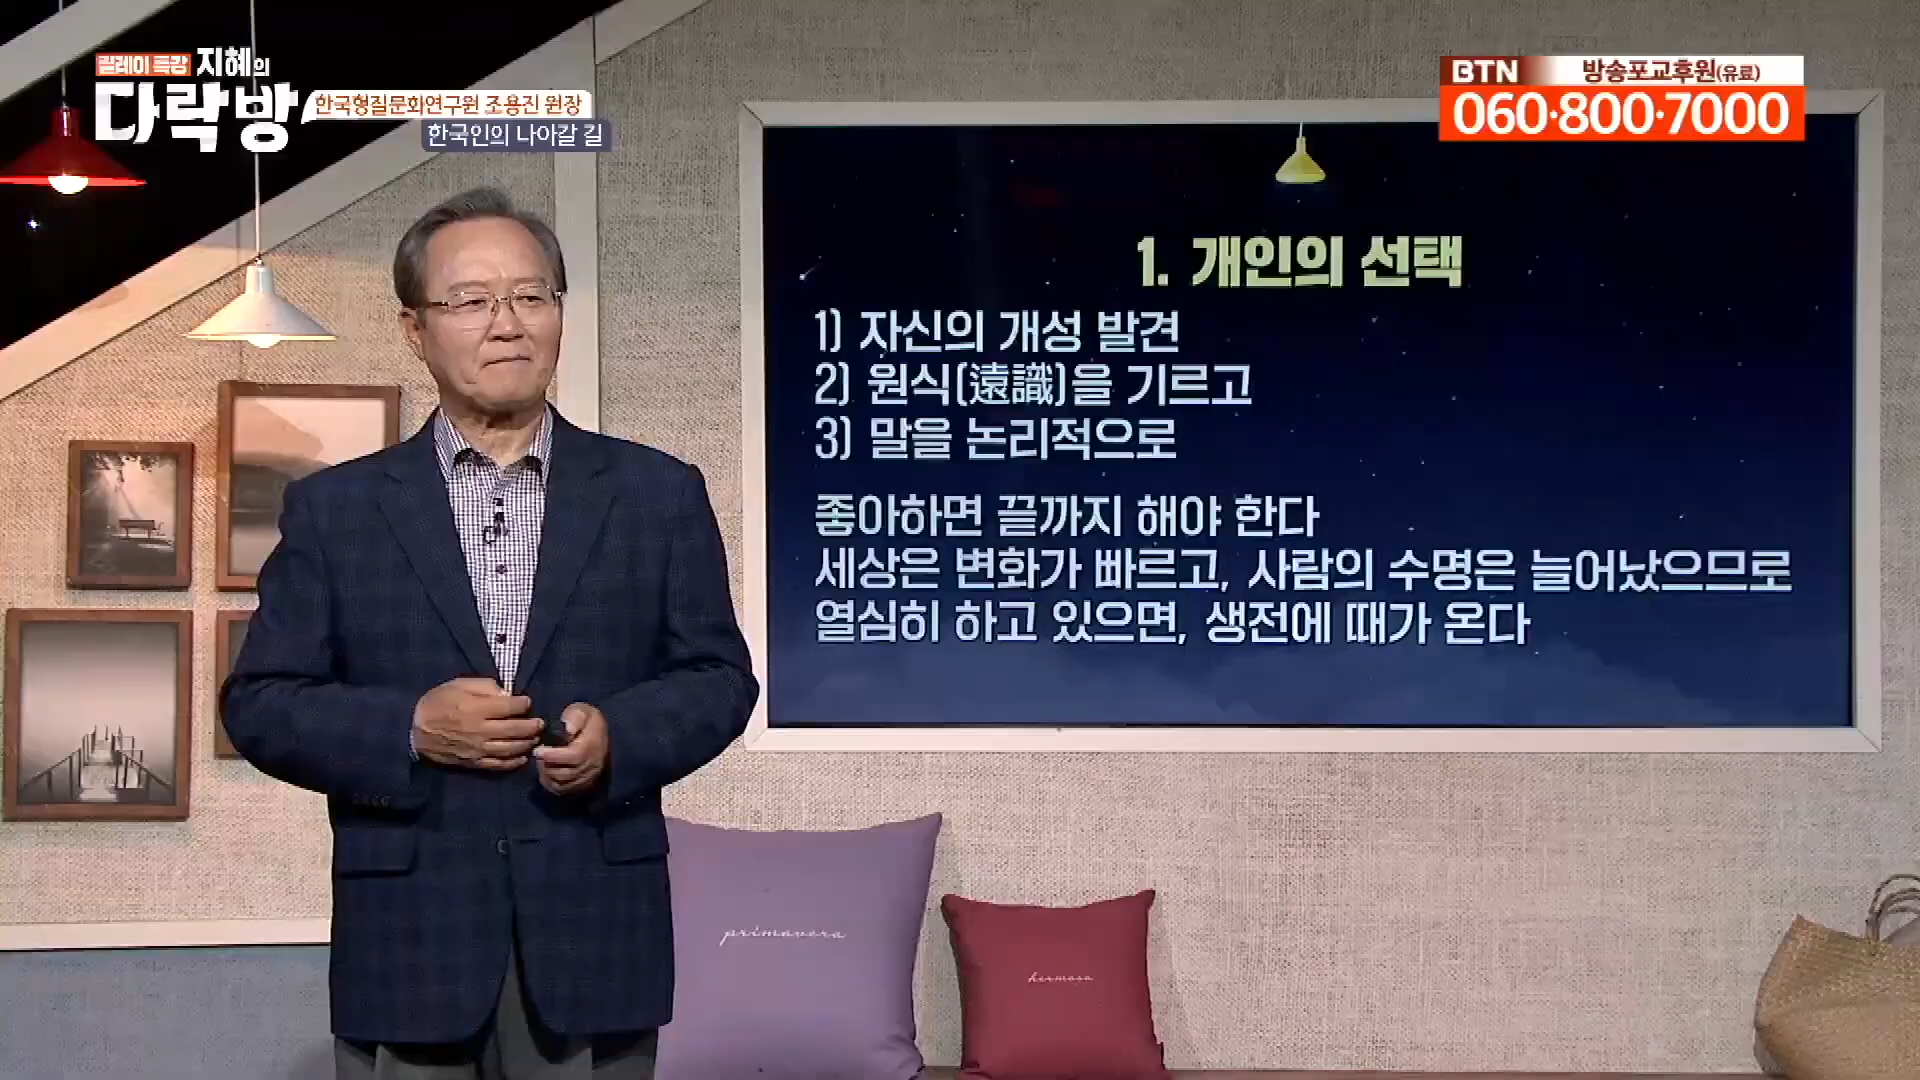 릴레이 특강 지혜의
다락방
한국형질문화연구원 조용진 원장
한국인의 나아갈 길
BTN 방송포교후원(유료)
060·800·7000
1. 개인의 선택
1) 자신의 개성 발견
2) 원식(遠識)을 기르고
3) 말을 논리적으로
좋아하면 끝까지 해야 한다
세상은 변화가 빠르고, 사람의 수명은 늘어났으므로
열심히 하고 있으면, 생전에 때가 온다
primavera
hermosa